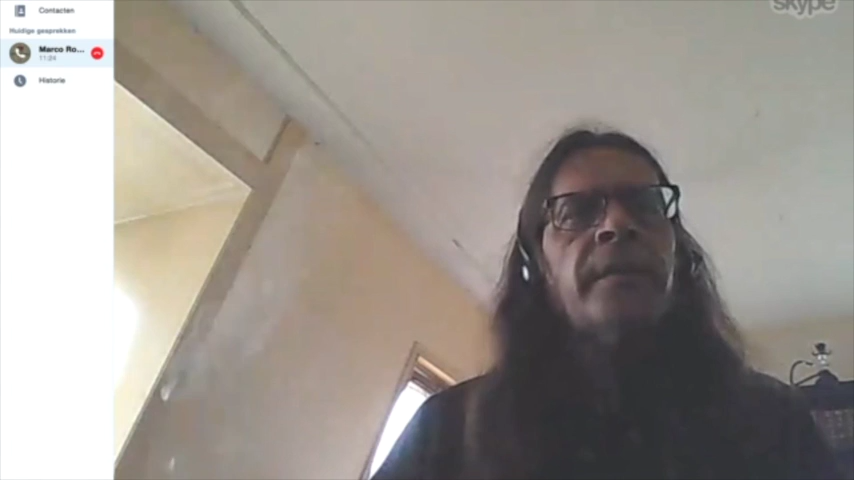 Contacten
Huidige gesprekken
Marco Ro...
11:24
Historie
skype